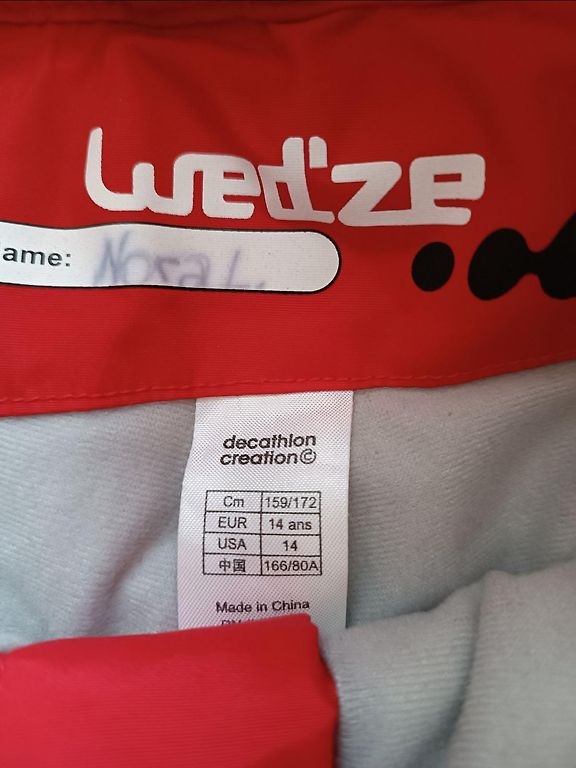 wed'ze
ame:
decathlon
creation©
Cm 159/172
EUR 14 ans
USA 14
中国 166/80A
Made in China